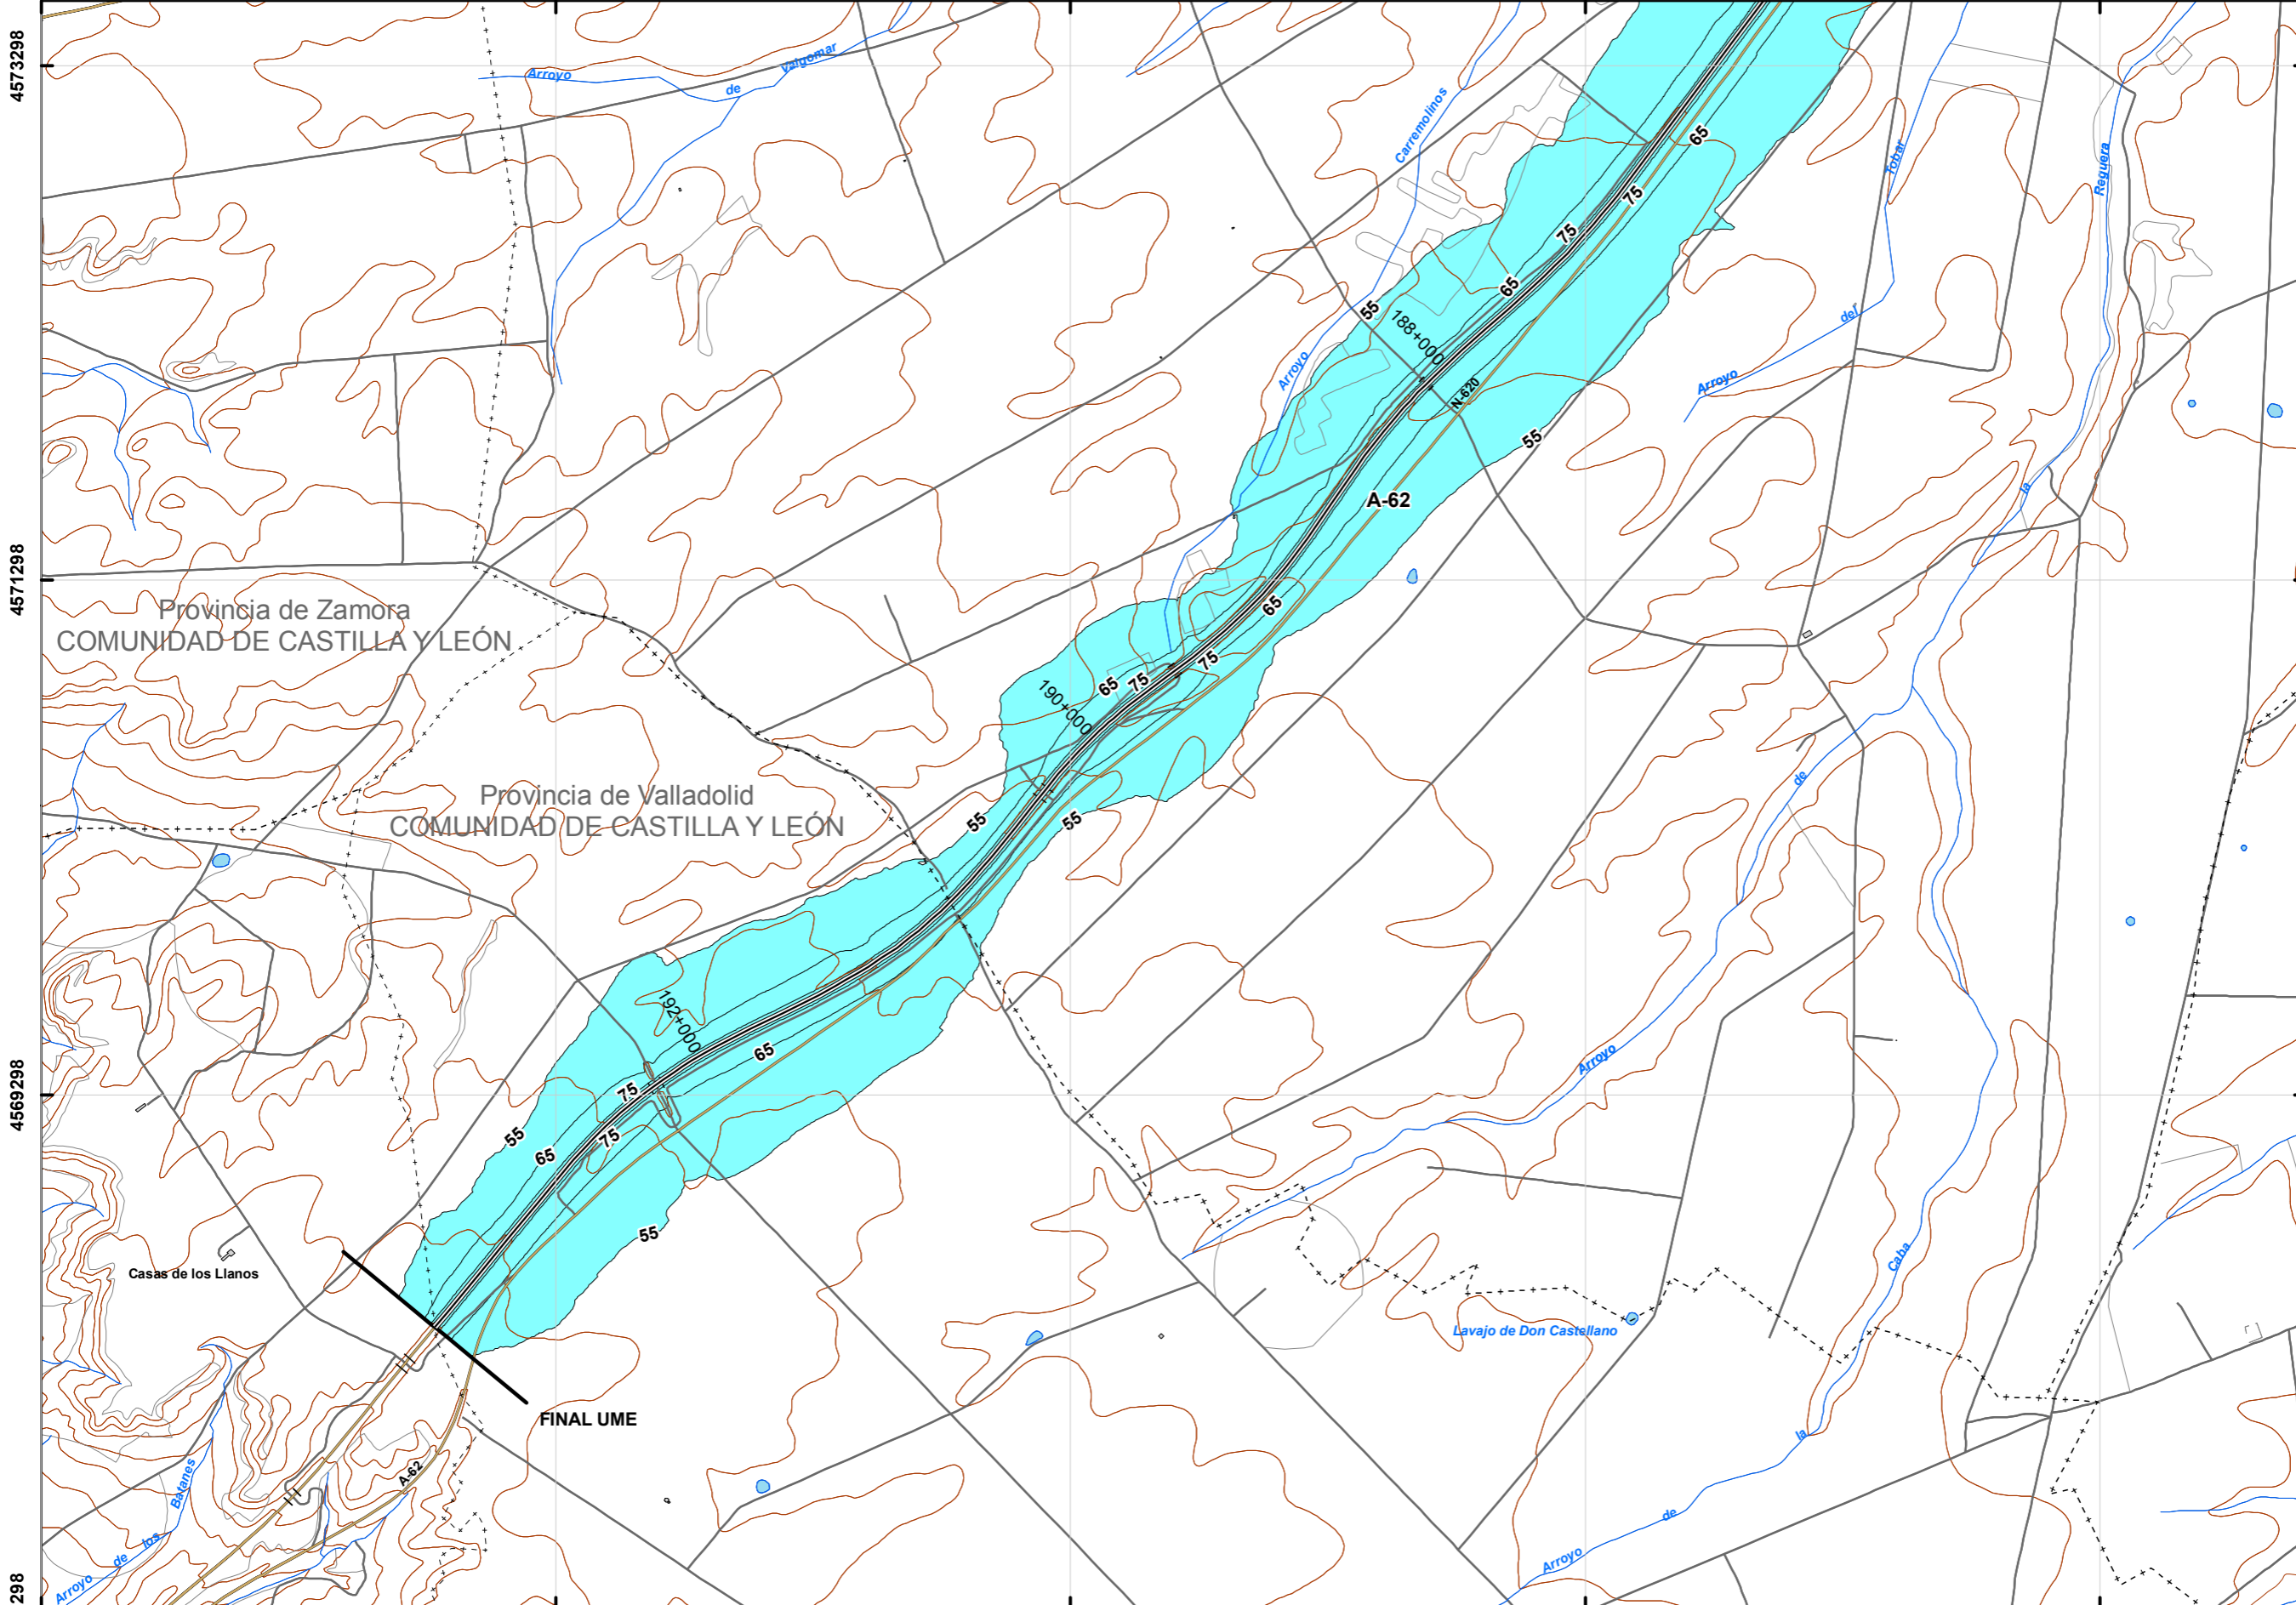 4573298
Arroyo
de
Valgomar
Carremolinos
Arroyo
65
75
75
65
55
188+000
N-620
55
A-62
Tobar
del
Arroyo
Reguera
la
de
Arroyo
4571298
Provincia de Zamora
COMUNIDAD DE CASTILLA Y LEÓN
65
75
65
75
190+000
Provincia de Valladolid
COMUNIDAD DE CASTILLA Y LEÓN
55
55
192+000
65
75
75
4569298
55
65
55
Casas de los Llanos
FINAL UME
A-62
Batanes
los
de
Arroyo
Lavajo de Don Castellano
Caba
la
de
Arroyo
298